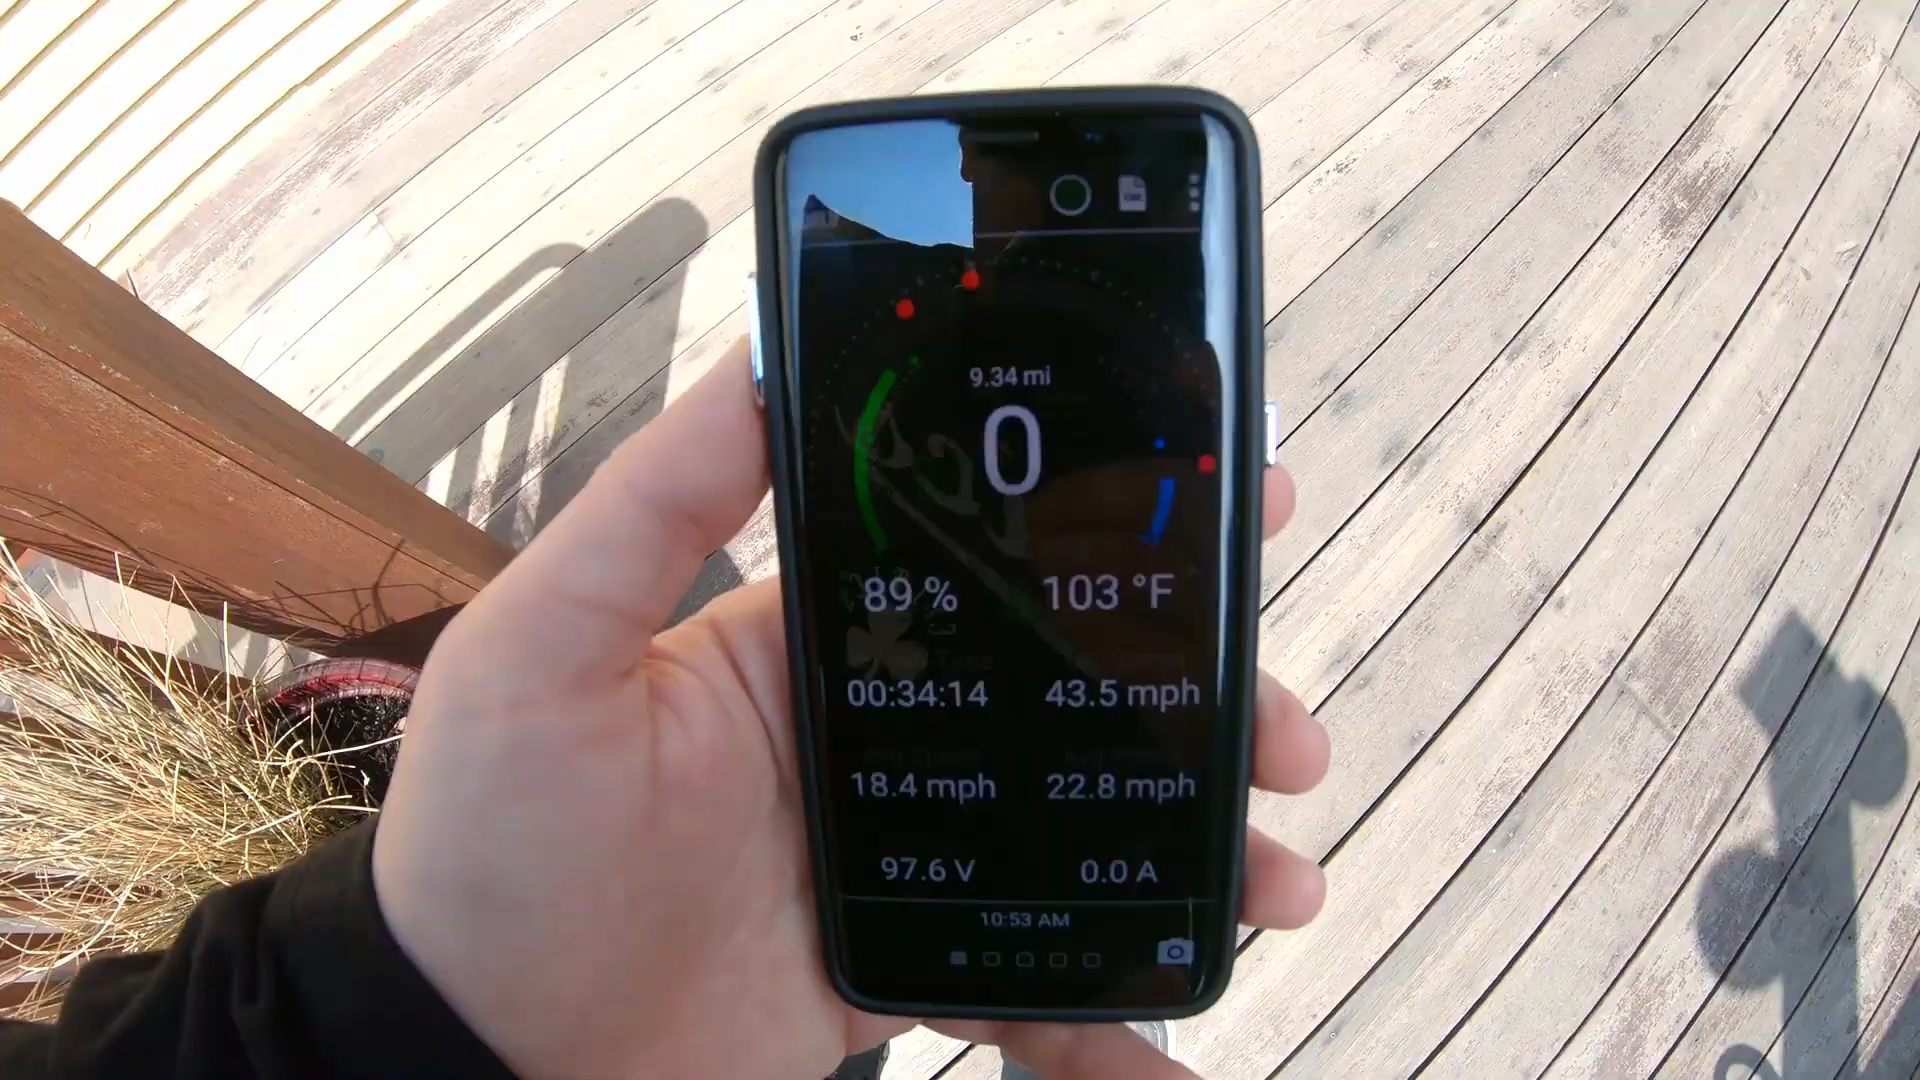 9.34 mi
0
89 % 103 °F
00:34:14 43.5 mph
18.4 mph 22.8 mph
97.6 V 0.0 A
10:53 AM